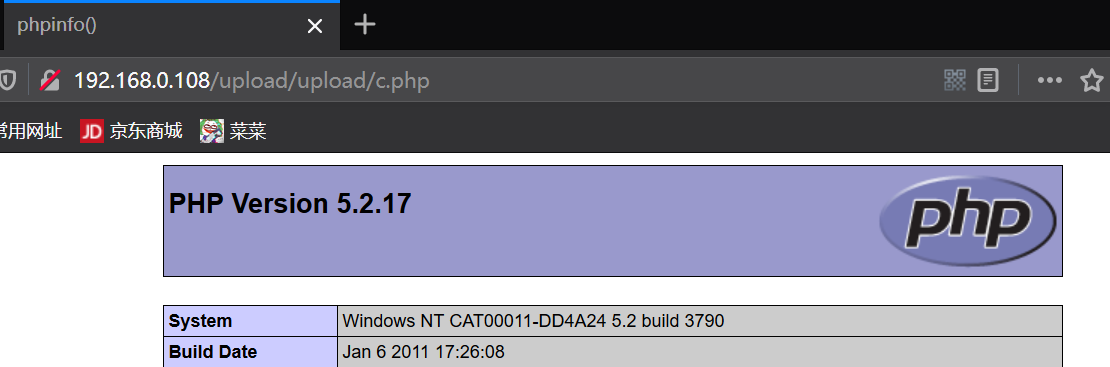 phpinfo()
192.168.0.108/upload/upload/c.php
常用网址 JD 京东商城 菜菜
PHP Version 5.2.17
php
System Windows NT CAT00011-DD4A24 5.2 build 3790
Build Date Jan 6 2011 17:26:08